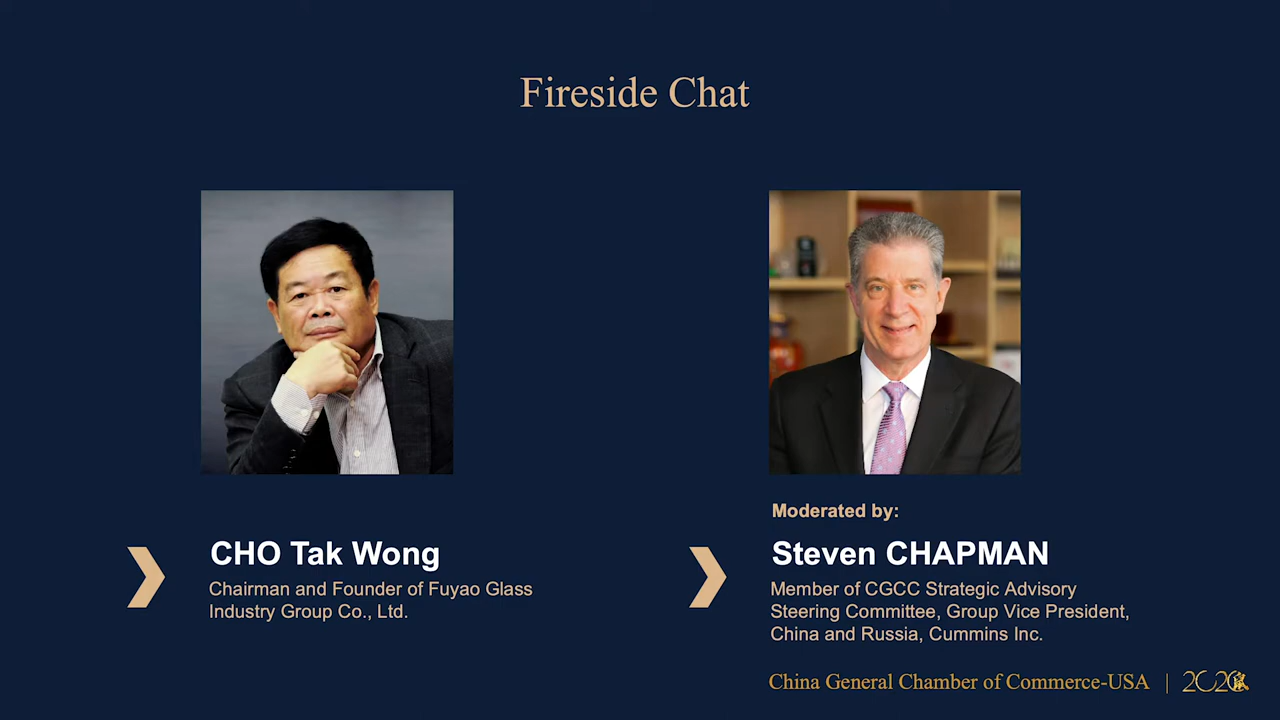 Fireside Chat
CHO Tak Wong
Chairman and Founder of Fuyao Glass
Industry Group Co., Ltd.
Moderated by:
Steven CHAPMAN
Member of CGCC Strategic Advisory
Steering Committee, Group Vice President,
China and Russia, Cummins Inc.
China General Chamber of Commerce-USA | 2020